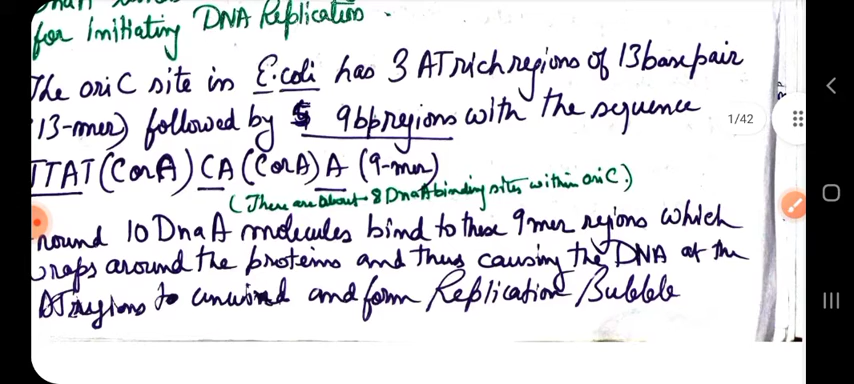 for Initiating DNA Replication.
The oriC site in E.coli has 3 AT rich regions of 13 base pair
(13-mer) followed by 5 9bp regions with the sequence
1/42
TTAT (C or A) CA (C or A) A (9-mer)
(There are about 8 DnaA binding sites within oriC.)
round 10 DnaA molecules bind to these 9mer regions which
wraps around the proteins and thus causing the DNA at the
AT regions to unwind and form Replication Bubble